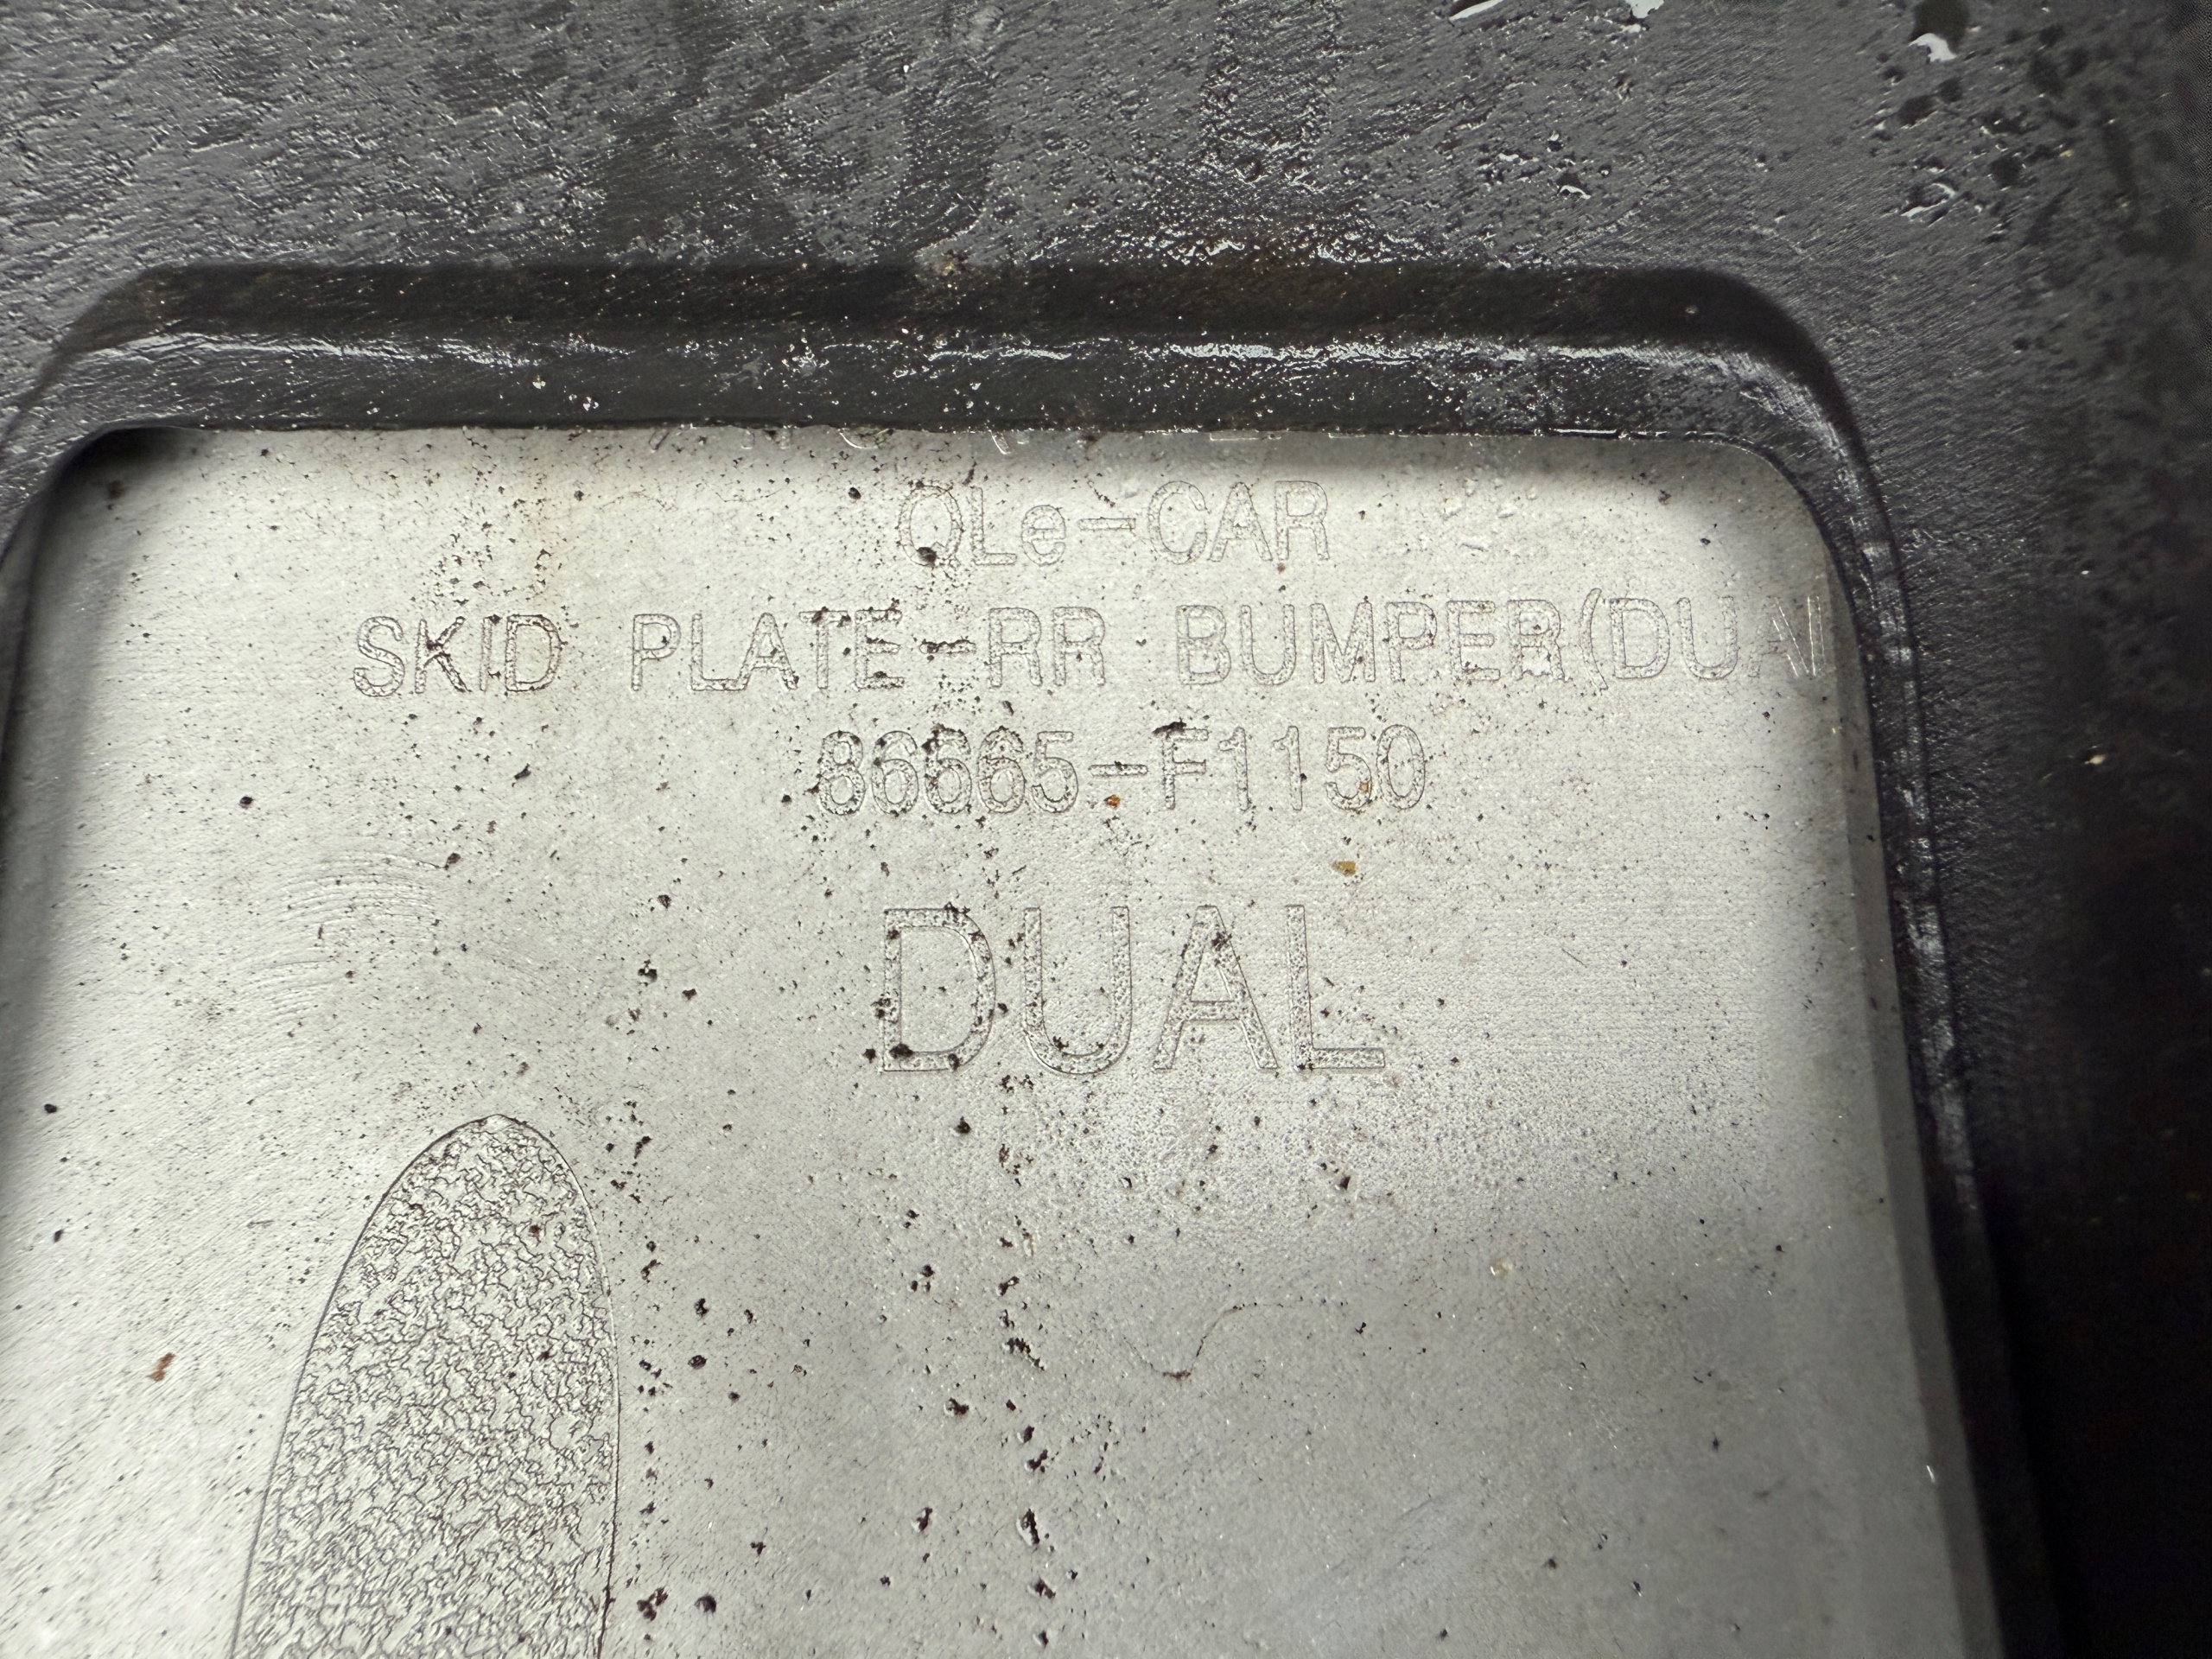 QLe-CAR
SKID PLATE-RR BUMPER(DUAL
86665-F1150
DUAL